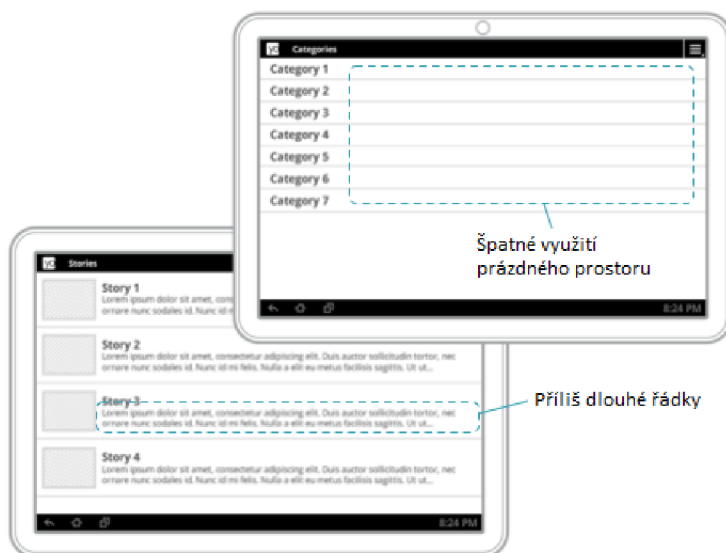 yo Categories
Category 1
Category 2
Category 3
Category 4
Category 5
Category 6
Category 7
Špatné využití
prázdného prostoru
8:24 PM
yo Stories
Story 1
Lorem ipsum dolor sit amet, cons
ornare nunc sodales id. Nunc id m
Story 2
Lorem ipsum dolor sit amet, consectetur adipiscing elit. Duis auctor sollicitudin tortor, nec
ornare nunc sodales id. Nunc id mi felis. Nulla a elit eu metus facilisis sagittis. Ut ut...
Story 3
Lorem ipsum dolor sit amet, consectetur adipiscing elit. Duis auctor sollicitudin tortor, nec
ornare nunc sodales id. Nunc id mi felis. Nulla a elit eu metus facilisis sagittis. Ut ut...
Příliš dlouhé řádky
Story 4
Lorem ipsum dolor sit amet, consectetur adipiscing elit. Duis auctor sollicitudin tortor, nec
ornare nunc sodales id. Nunc id mi felis. Nulla a elit eu metus facilisis sagittis. Ut ut...
8:24 PM